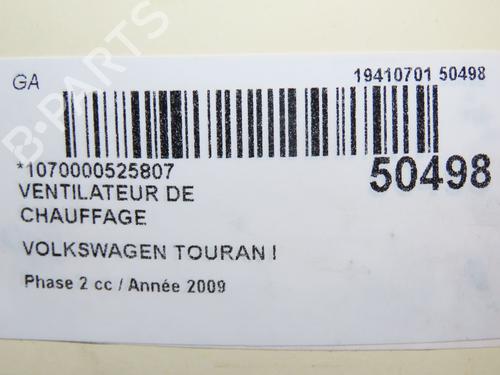 GA
19410701 50498
*1070000525807
50498
VENTILATEUR DE
CHAUFFAGE
VOLKSWAGEN TOURAN I
Phase 2 cc / Année 2009
B-PARTS